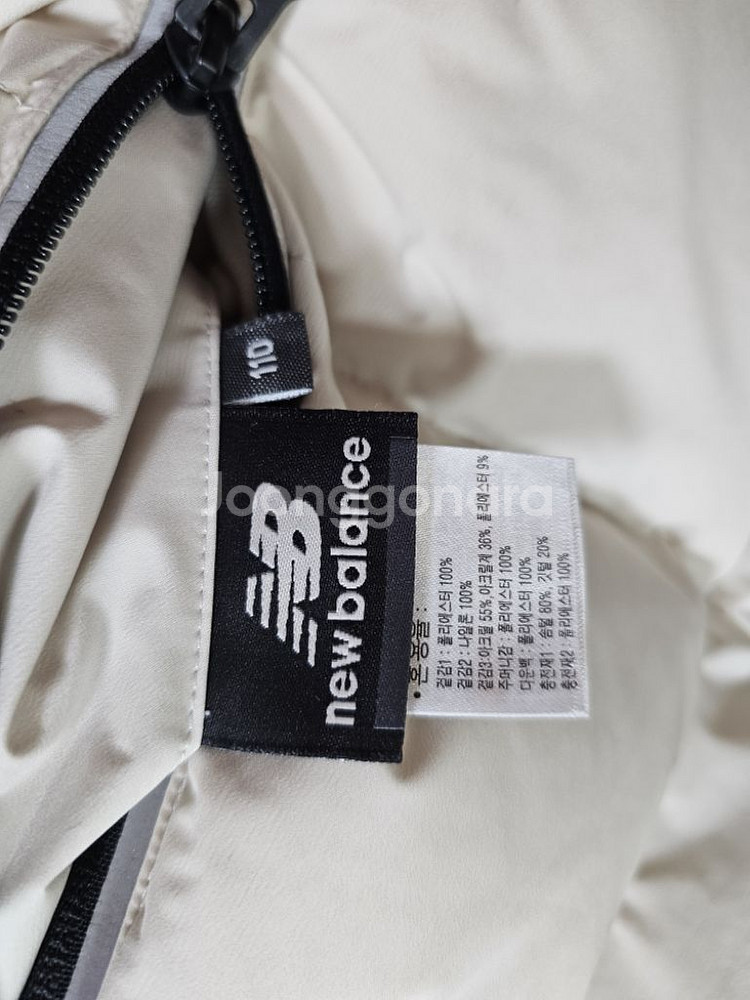 110
NB
new balance
혼용율 :
겉감1 : 폴리에스터 100%
겉감2 : 나일론 100%
겉감3:아크릴 55% 아크릴계 36%, 폴리에스터 9%
주머니감 : 폴리에스터 100%
다운백 : 폴리에스터 100%
충전재1 : 솜털 80%, 깃털 20%
충전재2 : 폴리에스터 100%
Joonggonara